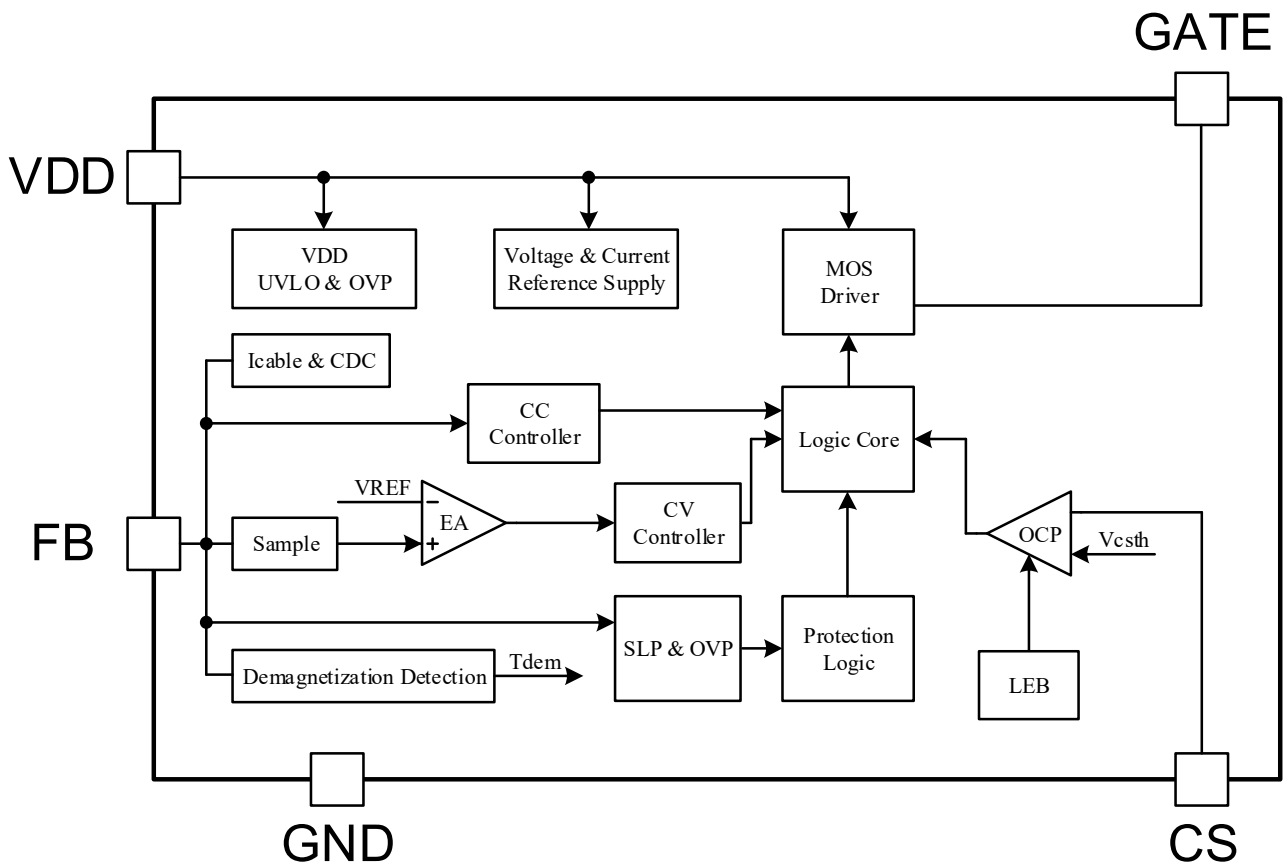 GATE
VDD
VDD
UVLO & OVP
Voltage & Current
Reference Supply
MOS
Driver
Icable & CDC
CC
Controller
Logic Core
VREF
EA
CV
Controller
FB
Sample
OCP
Vcsth
SLP & OVP
Protection
Logic
Demagnetization Detection
Tdem
LEB
GND
CS